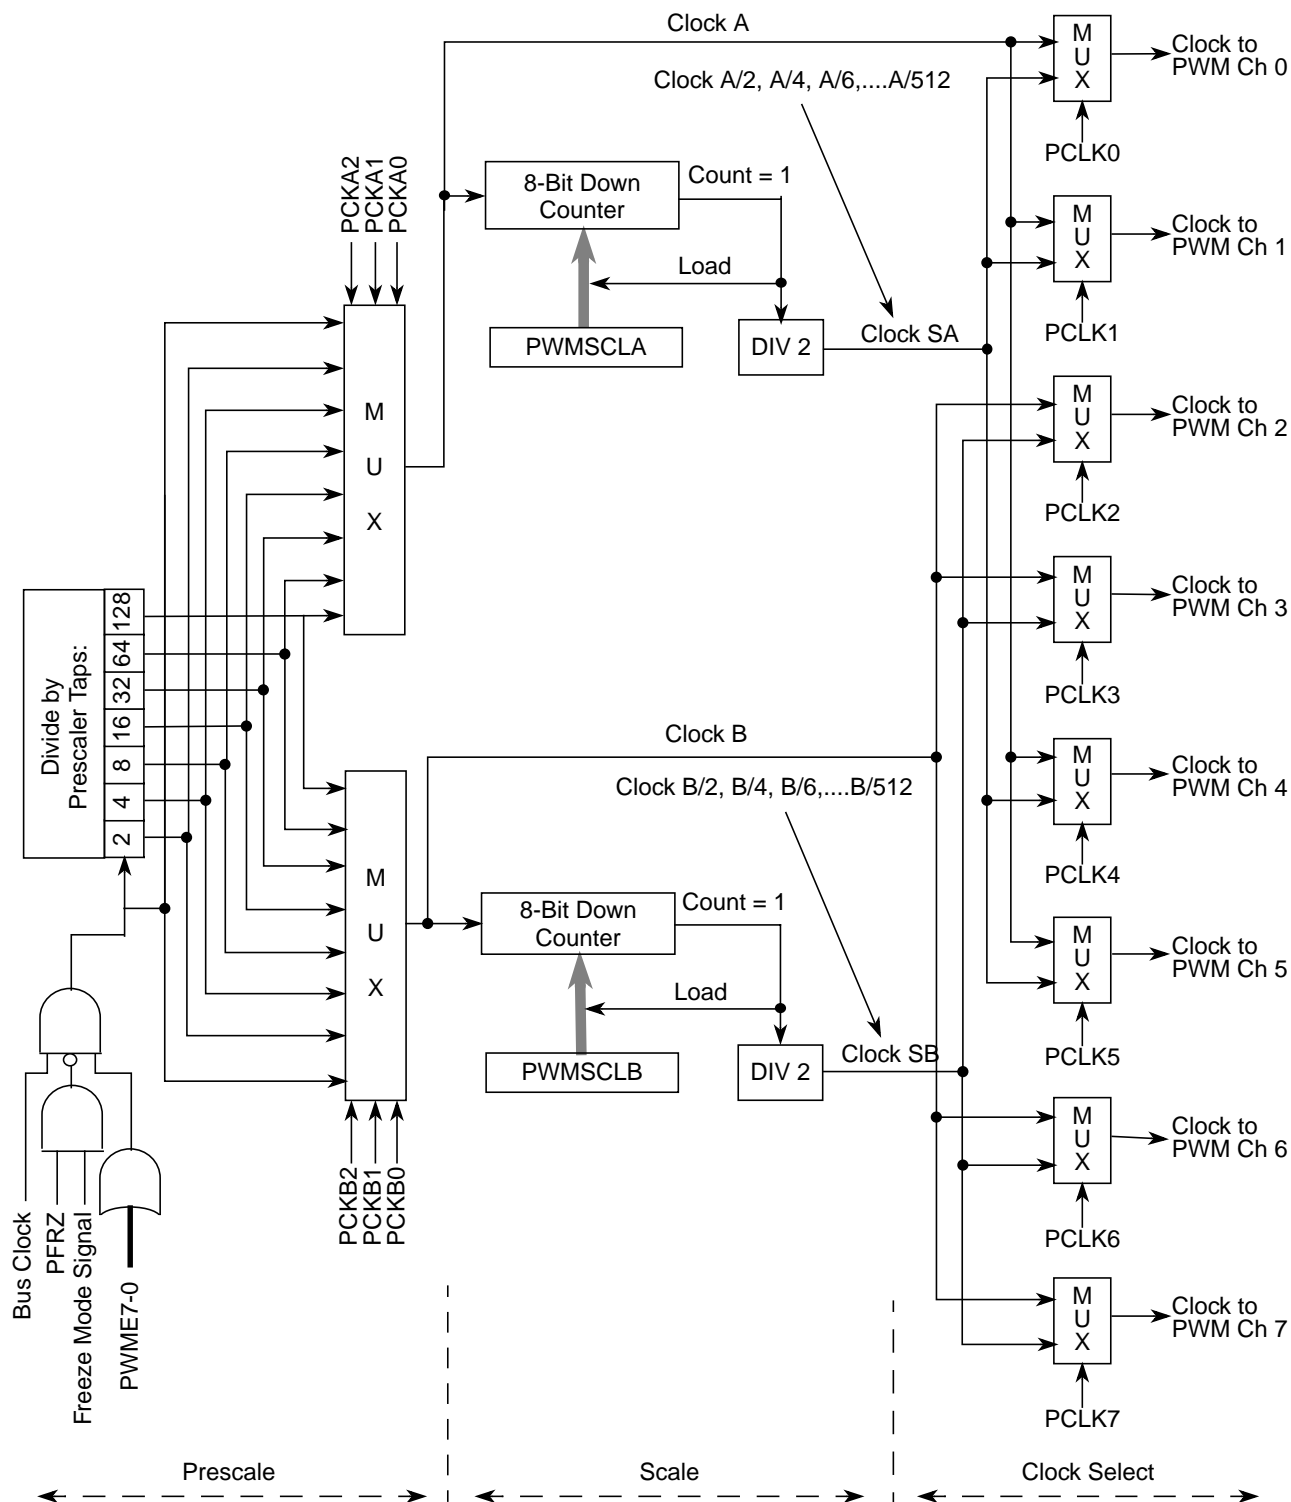 Clock A
Clock A/2, A/4, A/6,....A/512
M
U
X
Clock to
PWM Ch 0
PCLK0
PCKA2
PCKA1
PCKA0
8-Bit Down
Counter
Count = 1
Load
PWMSCLA
DIV 2
Clock SA
M
U
X
Clock to
PWM Ch 1
PCLK1
M
U
X
M
U
X
Clock to
PWM Ch 2
PCLK2
M
U
X
Clock to
PWM Ch 3
PCLK3
Divide by
Prescaler Taps:
128
64
32
16
8
4
2
Clock B
Clock B/2, B/4, B/6,....B/512
M
U
X
Clock to
PWM Ch 4
PCLK4
M
U
X
8-Bit Down
Counter
Count = 1
Load
PWMSCLB
DIV 2
Clock SB
M
U
X
Clock to
PWM Ch 5
PCLK5
PCKB2
PCKB1
PCKB0
M
U
X
Clock to
PWM Ch 6
PCLK6
Bus Clock
PFRZ
Freeze Mode Signal
PWME7-0
M
U
X
Clock to
PWM Ch 7
PCLK7
Prescale
Scale
Clock Select